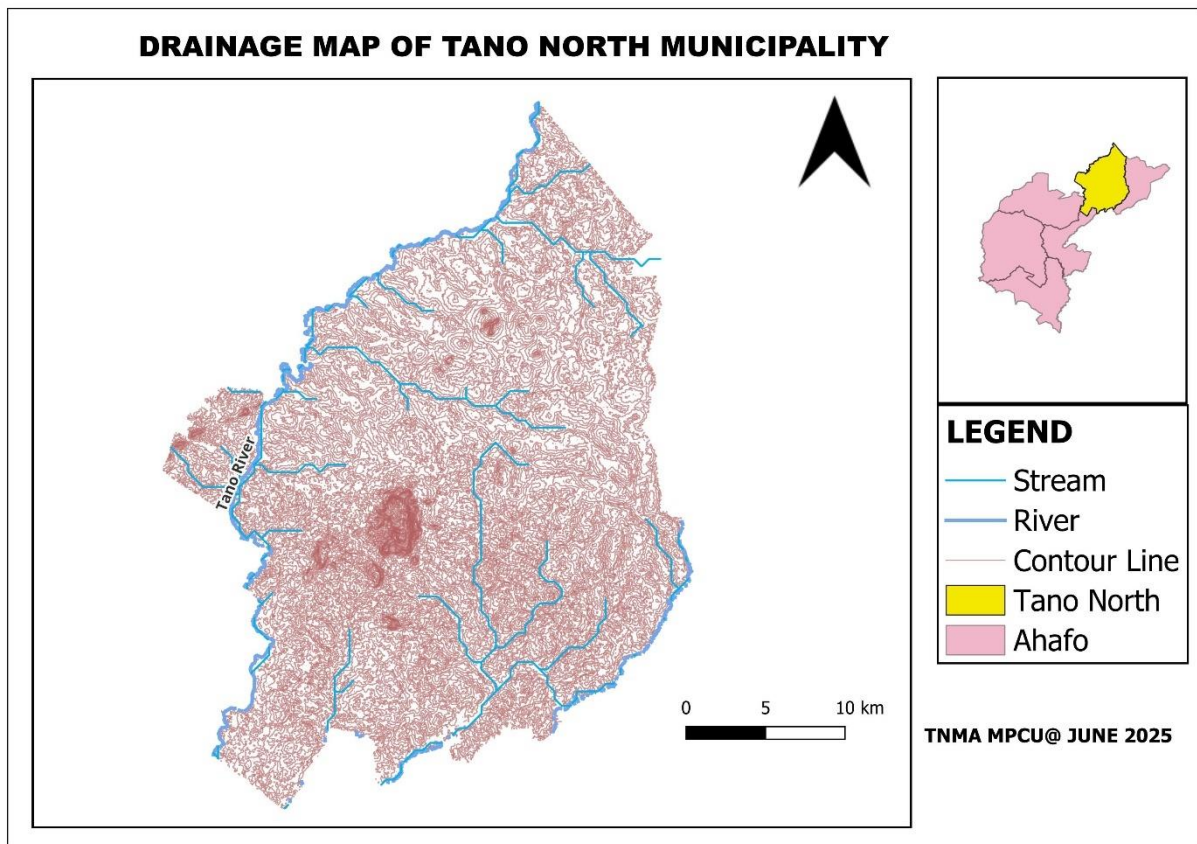 DRAINAGE MAP OF TANO NORTH MUNICIPALITY
Tano River
0 5 10 km
LEGEND
Stream
River
Contour Line
Tano North
Ahafo
TNMA MPCU@ JUNE 2025